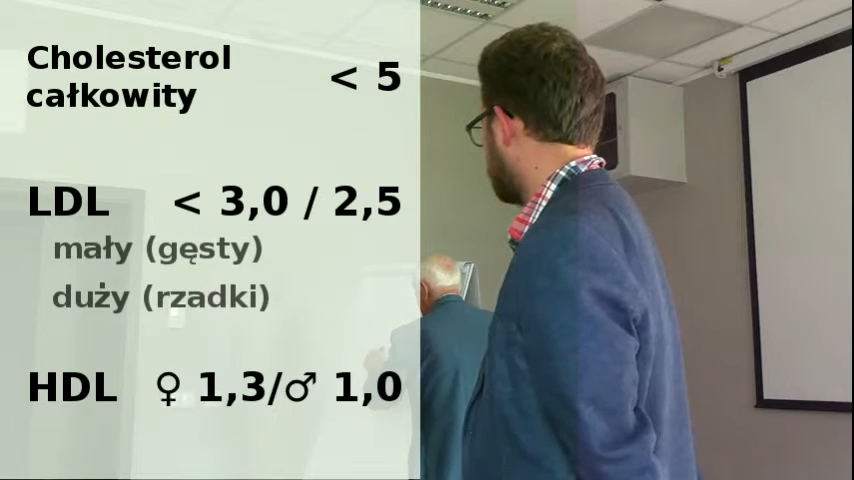 Cholesterol
całkowity < 5
LDL < 3,0 / 2,5
mały (gęsty)
duży (rzadki)
HDL ♀ 1,3/♂ 1,0